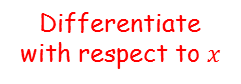 Differentiate
with respect to 𝑥